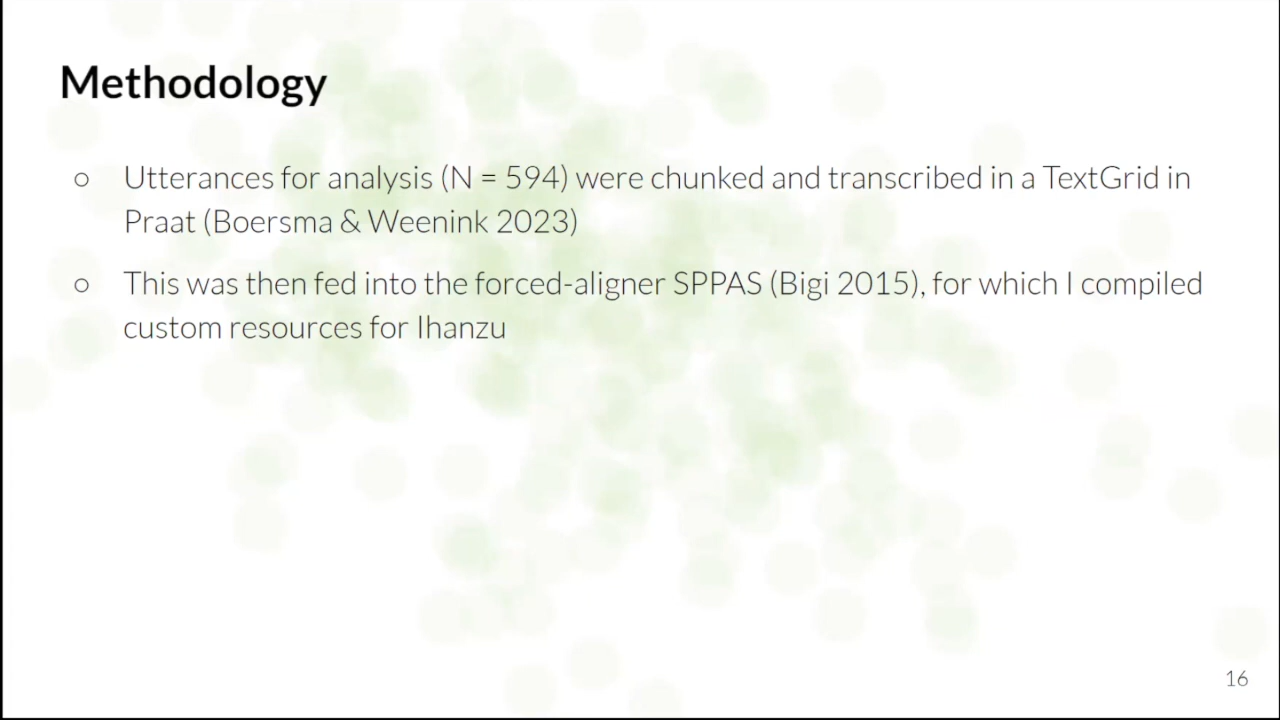 Methodology
○ Utterances for analysis (N = 594) were chunked and transcribed in a TextGrid in
Praat (Boersma & Weenink 2023)
○ This was then fed into the forced-aligner SPPAS (Bigi 2015), for which I compiled
custom resources for Ihanzu
16